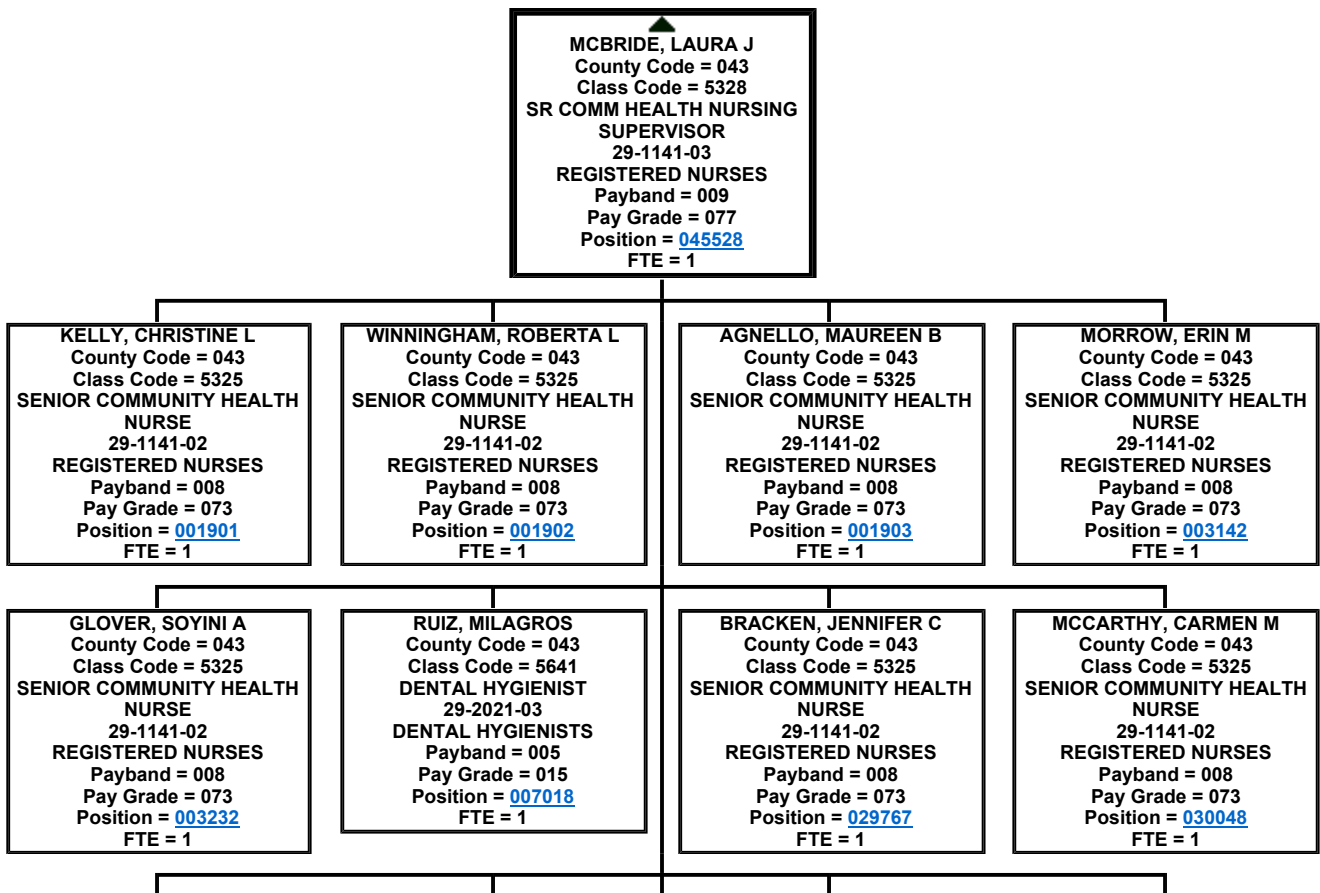 MCBRIDE, LAURA J
County Code = 043
Class Code = 5328
SR COMM HEALTH NURSING
SUPERVISOR
29-1141-03
REGISTERED NURSES
Payband = 009
Pay Grade = 077
Position = 045528
FTE = 1
KELLY, CHRISTINE L
County Code = 043
Class Code = 5325
SENIOR COMMUNITY HEALTH
NURSE
29-1141-02
REGISTERED NURSES
Payband = 008
Pay Grade = 073
Position = 001901
FTE = 1
WINNINGHAM, ROBERTA L
County Code = 043
Class Code = 5325
SENIOR COMMUNITY HEALTH
NURSE
29-1141-02
REGISTERED NURSES
Payband = 008
Pay Grade = 073
Position = 001902
FTE = 1
AGNELLO, MAUREEN B
County Code = 043
Class Code = 5325
SENIOR COMMUNITY HEALTH
NURSE
29-1141-02
REGISTERED NURSES
Payband = 008
Pay Grade = 073
Position = 001903
FTE = 1
MORROW, ERIN M
County Code = 043
Class Code = 5325
SENIOR COMMUNITY HEALTH
NURSE
29-1141-02
REGISTERED NURSES
Payband = 008
Pay Grade = 073
Position = 003142
FTE = 1
GLOVER, SOYINI A
County Code = 043
Class Code = 5325
SENIOR COMMUNITY HEALTH
NURSE
29-1141-02
REGISTERED NURSES
Payband = 008
Pay Grade = 073
Position = 003232
FTE = 1
RUIZ, MILAGROS
County Code = 043
Class Code = 5641
DENTAL HYGIENIST
29-2021-03
DENTAL HYGIENISTS
Payband = 005
Pay Grade = 015
Position = 007018
FTE = 1
BRACKEN, JENNIFER C
County Code = 043
Class Code = 5325
SENIOR COMMUNITY HEALTH
NURSE
29-1141-02
REGISTERED NURSES
Payband = 008
Pay Grade = 073
Position = 029767
FTE = 1
MCCARTHY, CARMEN M
County Code = 043
Class Code = 5325
SENIOR COMMUNITY HEALTH
NURSE
29-1141-02
REGISTERED NURSES
Payband = 008
Pay Grade = 073
Position = 030048
FTE = 1